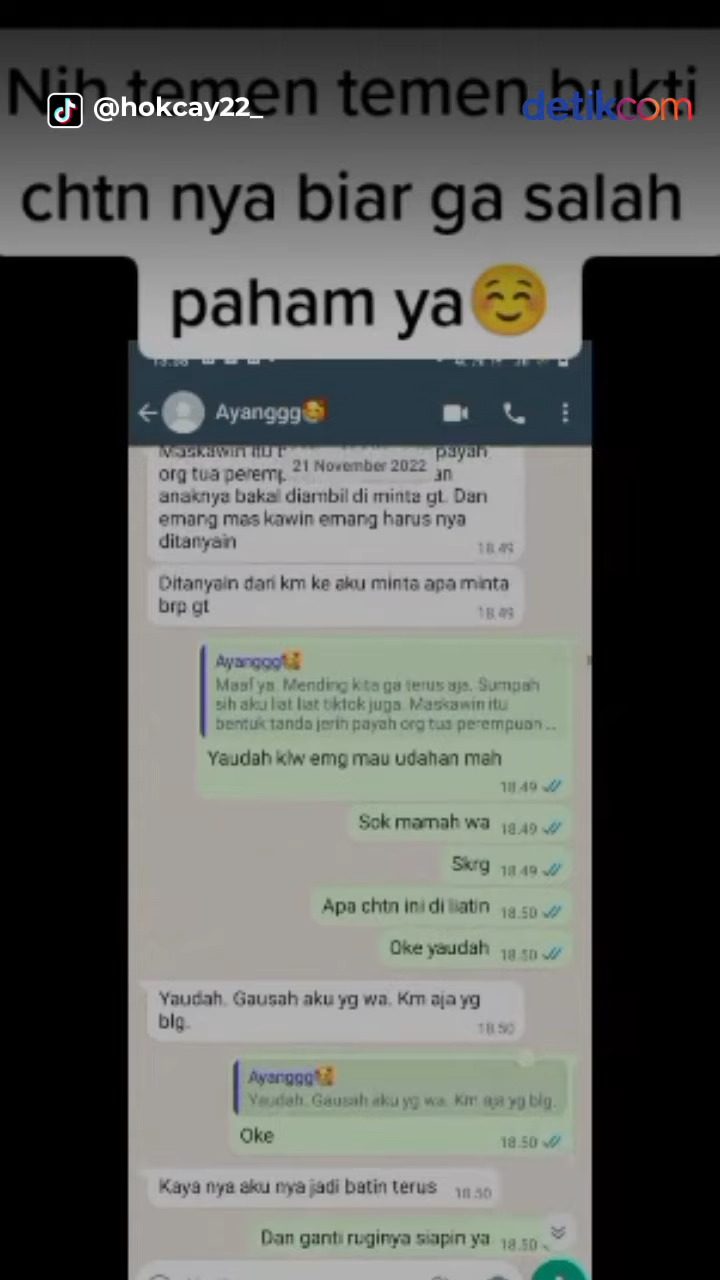 Nih temen temen bukti
@hokcay22_
detikcom
chtn nya biar ga salah
paham ya☺️
Ayanggg🥰
Maskawin itu payah
21 November 2022
org tua
anaknya bakal diambil di minta gt. Dan
emang mas kawin emang harus nya
ditanyain
18.49
Ditanyain dari km ke aku minta apa minta
brp gt
18.49
Ayanggg🥰
Maaf ya. Mending kita ga terus aja. Sumpah
sih aku liat liat tiktok juga. Maskawin itu
bentuk tanda jerih payah org tua perempuan ...
Yaudah klw emg mau udahan mah
18.49
Sok mamah wa 18.49
Skrg 18.49
Apa chtn ini di liatin 18.50
Oke yaudah 18.50
Yaudah. Gausah aku yg wa. Km aja yg
blg.
18.50
Ayanggg🥰
Yaudah. Gausah aku yg wa. Km aja yg blg.
Oke
18.50
Kaya nya aku nya jadi batin terus 18.50
Dan ganti ruginya siapin ya 18.50